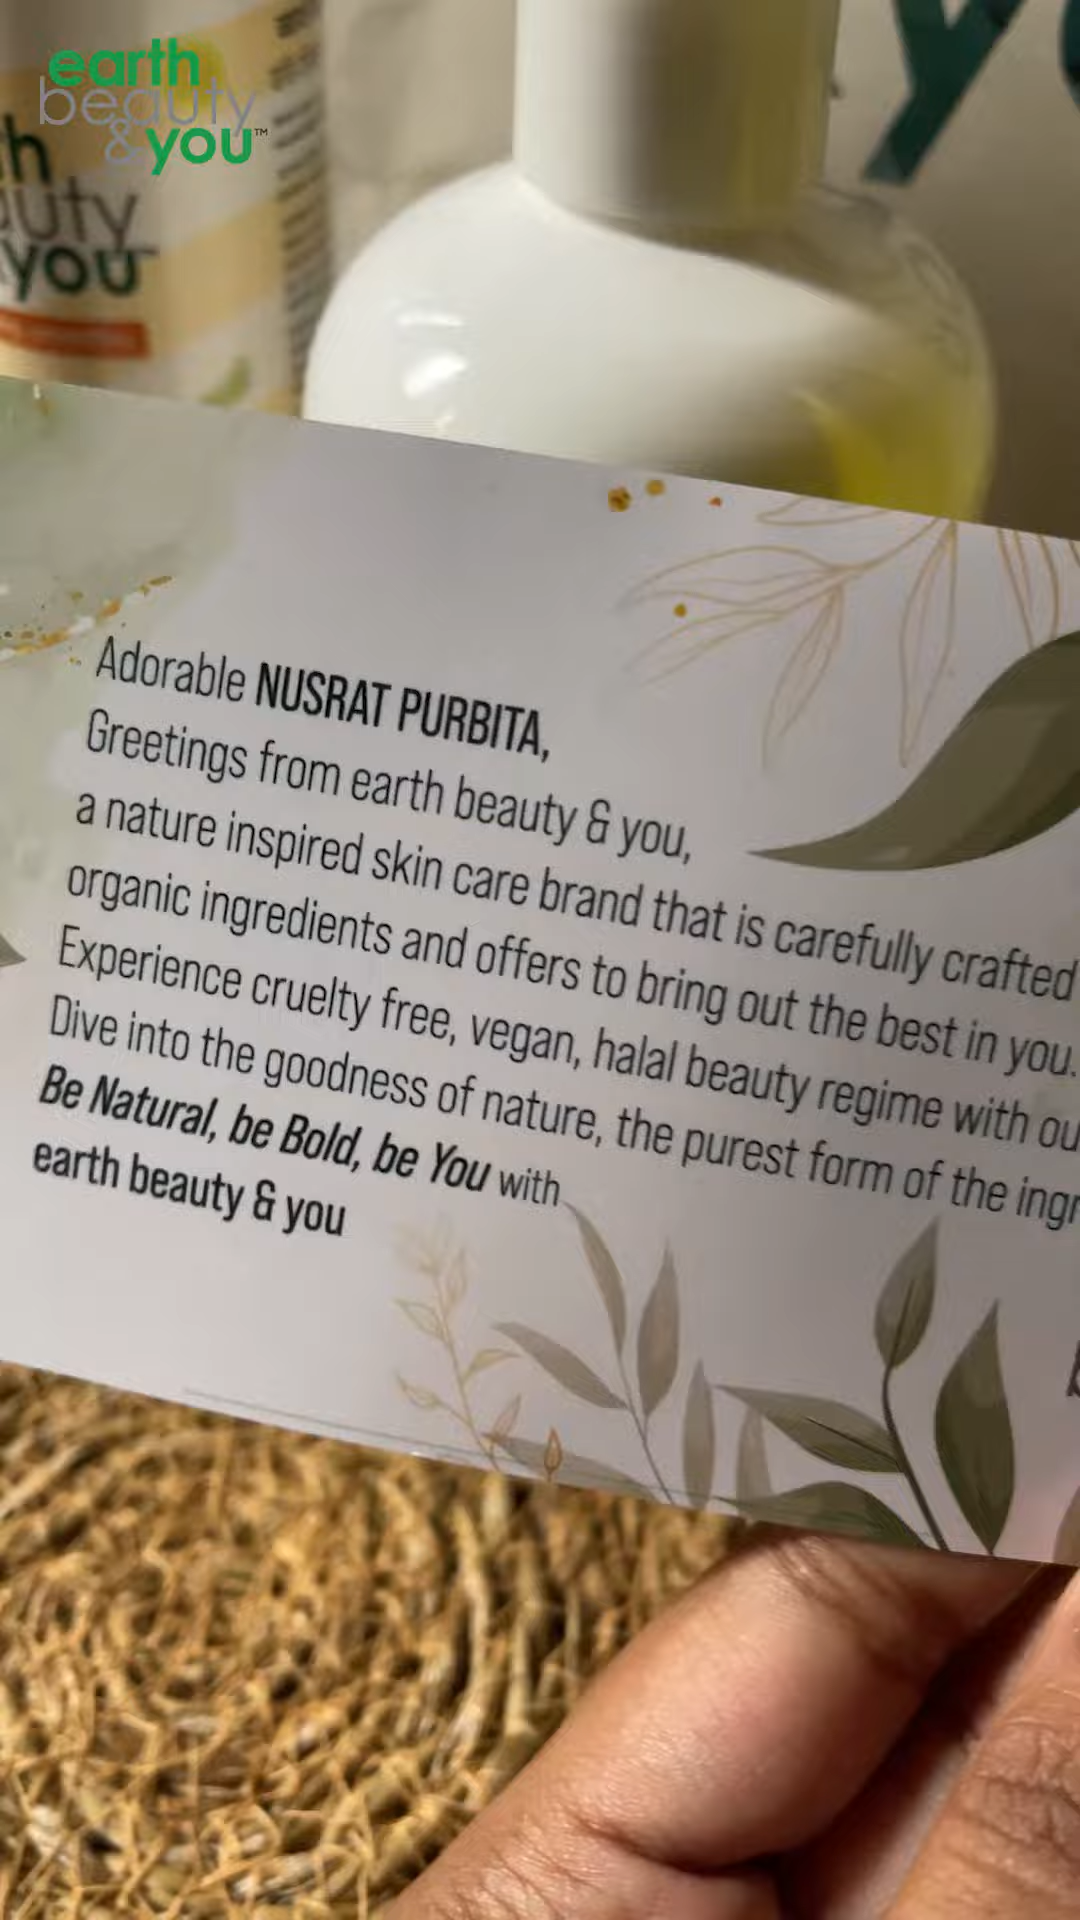 earth
beauty
& you™
h
auty
you
yo
Adorable NUSRAT PURBITA,
Greetings from earth beauty & you,
a nature inspired skin care brand that is carefully crafted
organic ingredients and offers to bring out the best in you.
Experience cruelty free, vegan, halal beauty regime with ou
Dive into the goodness of nature, the purest form of the ingr
Be Natural, be Bold, be You with
earth beauty & you